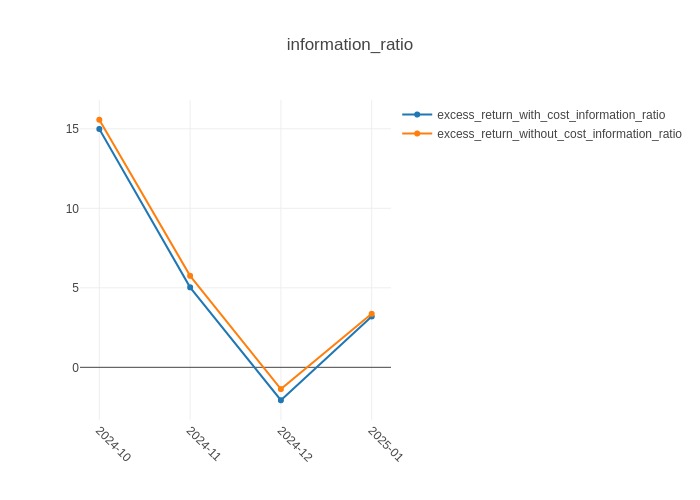 information_ratio
excess_return_with_cost_information_ratio
excess_return_without_cost_information_ratio
15
10
5
0
2024-10
2024-11
2024-12
2025-01